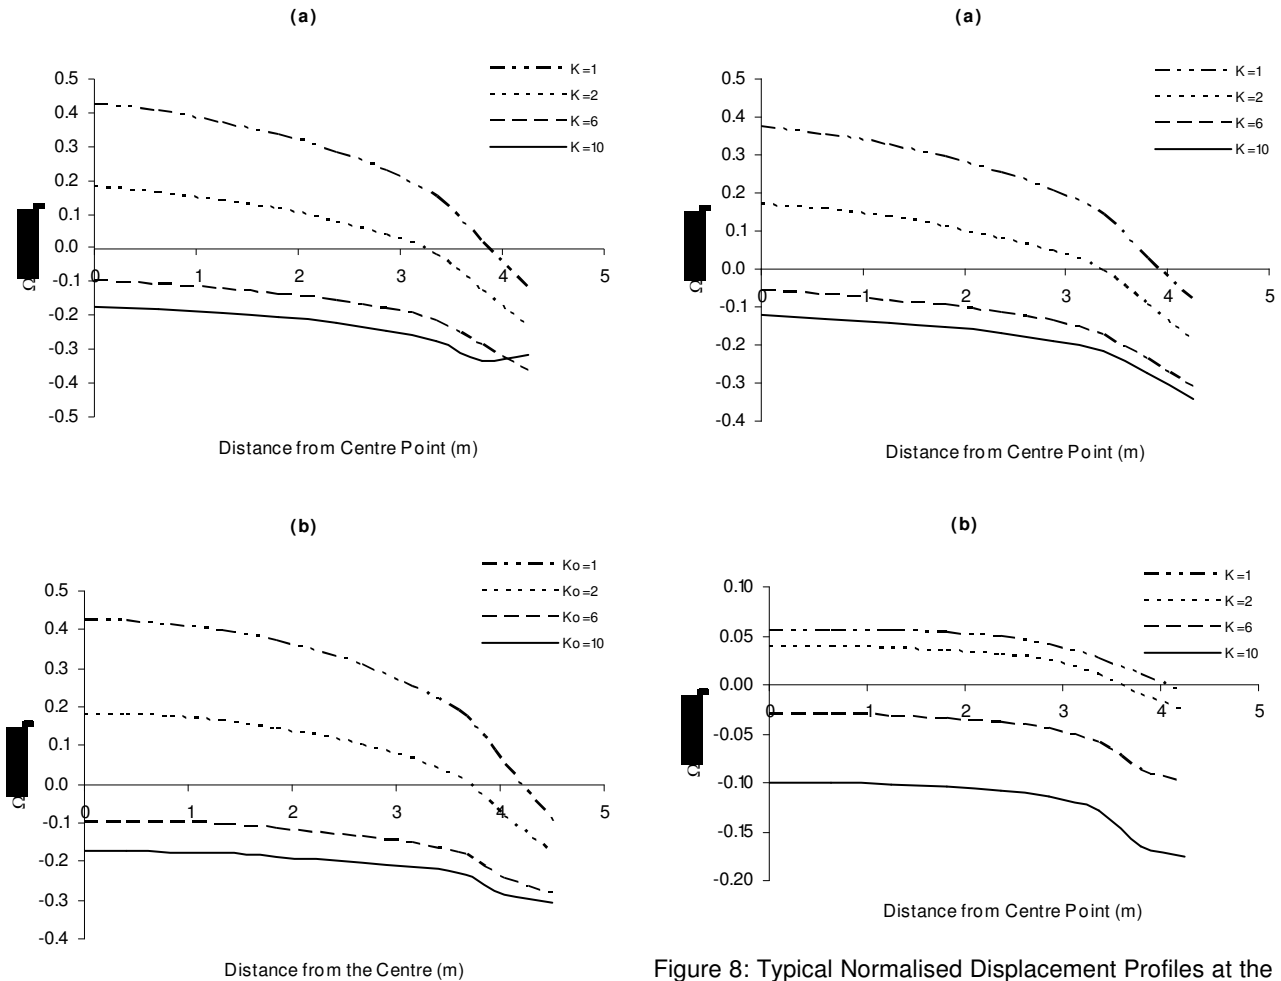 (a)
K=1
K=2
K=6
K=10
0.5
0.4
0.3
0.2
0.1
0.0
-0.1
-0.2
-0.3
-0.4
-0.5
0 1 2 3 4 5
Ω
Distance from Centre Point (m)
(b)
Ko=1
Ko=2
Ko=6
Ko=10
0.5
0.4
0.3
0.2
0.1
0.0
-0.1
-0.2
-0.3
-0.4
0 1 2 3 4 5
Ω
Distance from the Centre (m)
(a)
K=1
K=2
K=6
K=10
0.5
0.4
0.3
0.2
0.1
0.0
-0.1
-0.2
-0.3
-0.4
0 1 2 3 4 5
Ω
Distance from Centre Point (m)
(b)
K=1
K=2
K=6
K=10
0.10
0.05
0.00
-0.05
-0.10
-0.15
-0.20
0 1 2 3 4 5
Ω
Distance from Centre Point (m)
Figure 8: Typical Normalised Displacement Profiles at the